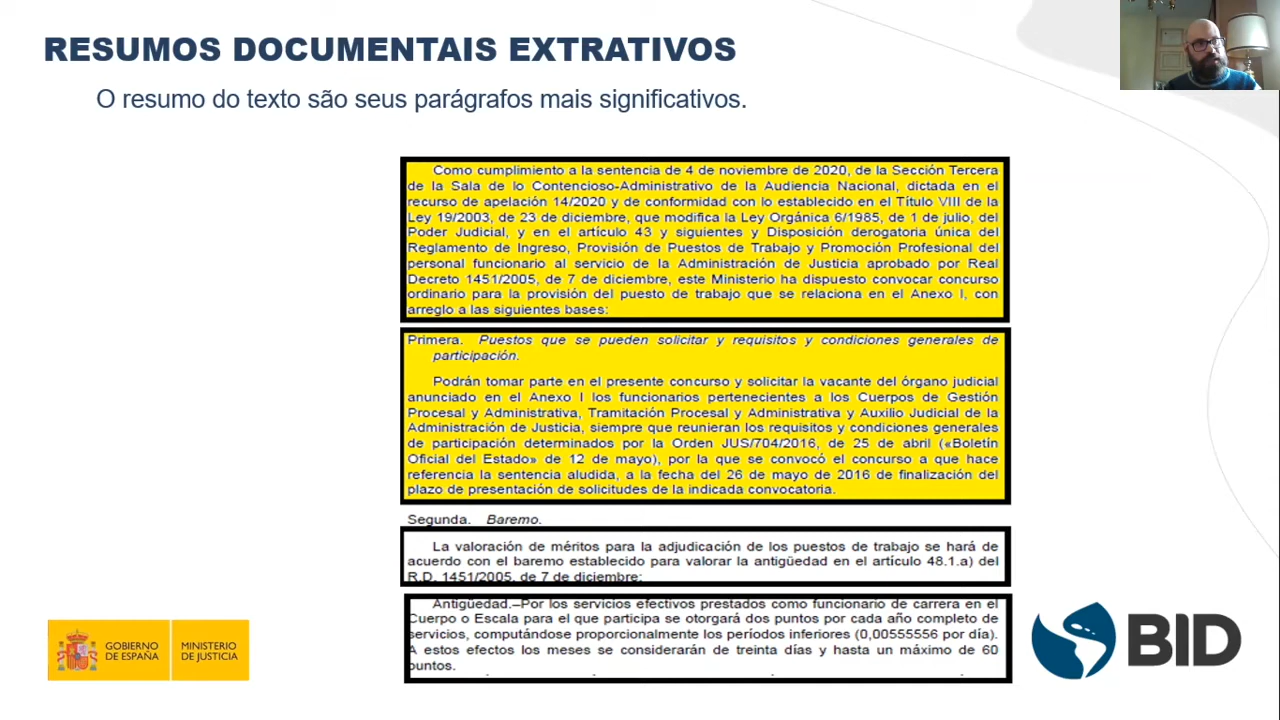 RESUMOS DOCUMENTAIS EXTRATIVOS
O resumo do texto são seus parágrafos mais significativos.
Como cumplimiento a la sentencia de 4 de noviembre de 2020, de la Sección Tercera
de la Sala de lo Contencioso-Administrativo de la Audiencia Nacional, dictada en el
recurso de apelación 14/2020 y de conformidad con lo establecido en el Título VIII de la
Ley 19/2003, de 23 de diciembre, que modifica la Ley Orgánica 6/1985, de 1 de julio, del
Poder Judicial, y en el artículo 43 y siguientes y Disposición derogatoria única del
Reglamento de Ingreso, Provisión de Puestos de Trabajo y Promoción Profesional del
personal funcionario al servicio de la Administración de Justicia aprobado por Real
Decreto 1451/2005, de 7 de diciembre, este Ministerio ha dispuesto convocar concurso
ordinario para la provisión del puesto de trabajo que se relaciona en el Anexo I, con
arreglo a las siguientes bases:
Primera. Puestos que se pueden solicitar y requisitos y condiciones generales de
participación.
Podrán tomar parte en el presente concurso y solicitar la vacante del órgano judicial
anunciado en el Anexo I los funcionarios pertenecientes a los Cuerpos de Gestión
Procesal y Administrativa, Tramitación Procesal y Administrativa y Auxilio Judicial de la
Administración de Justicia, siempre que reunieran los requisitos y condiciones generales
de participación determinados por la Orden JUS/704/2016, de 25 de abril («Boletín
Oficial del Estado» de 12 de mayo), por la que se convocó el concurso a que hace
referencia la sentencia aludida, a la fecha del 26 de mayo de 2016 de finalización del
plazo de presentación de solicitudes de la indicada convocatoria.
Segunda. Baremo.
La valoración de méritos para la adjudicación de los puestos de trabajo se hará de
acuerdo con el baremo establecido para valorar la antigüedad en el artículo 48.1.a) del
R.D. 1451/2005, de 7 de diciembre:
Antigüedad.–Por los servicios efectivos prestados como funcionario de carrera en el
Cuerpo o Escala para el que participa se otorgará dos puntos por cada año completo de
servicios, computándose proporcionalmente los períodos inferiores (0,00555556 por día).
A estos efectos los meses se considerarán de treinta días y hasta un máximo de 60
puntos.
GOBIERNO
DE ESPAÑA
MINISTERIO
DE JUSTICIA
BID